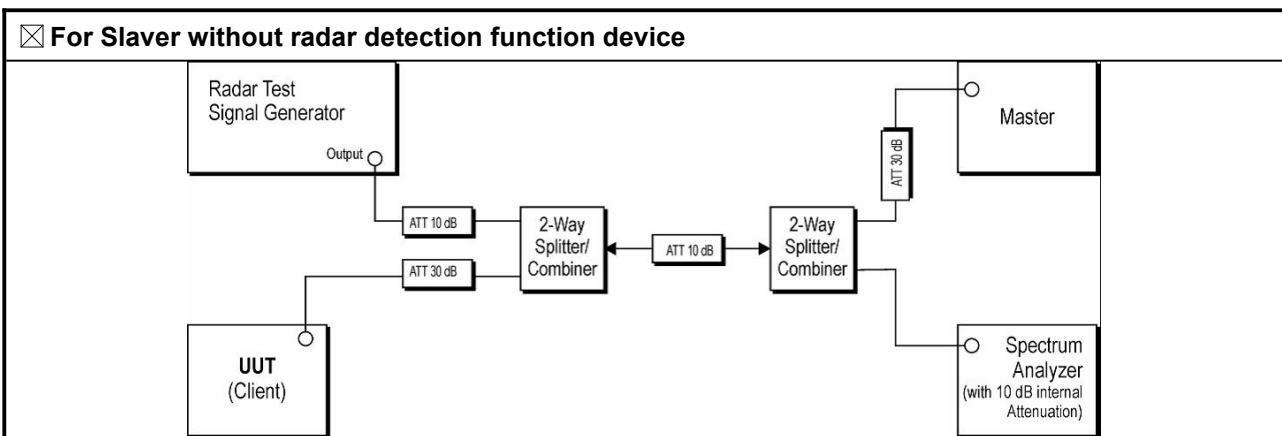 ☒ For Slaver without radar detection function device
Radar Test
Signal Generator
Output
Master
ATT 30 dB
ATT 10 dB
2-Way
Splitter/
Combiner
ATT 10 dB
2-Way
Splitter/
Combiner
ATT 30 dB
UUT
(Client)
Spectrum
Analyzer
(with 10 dB internal
Attenuation)